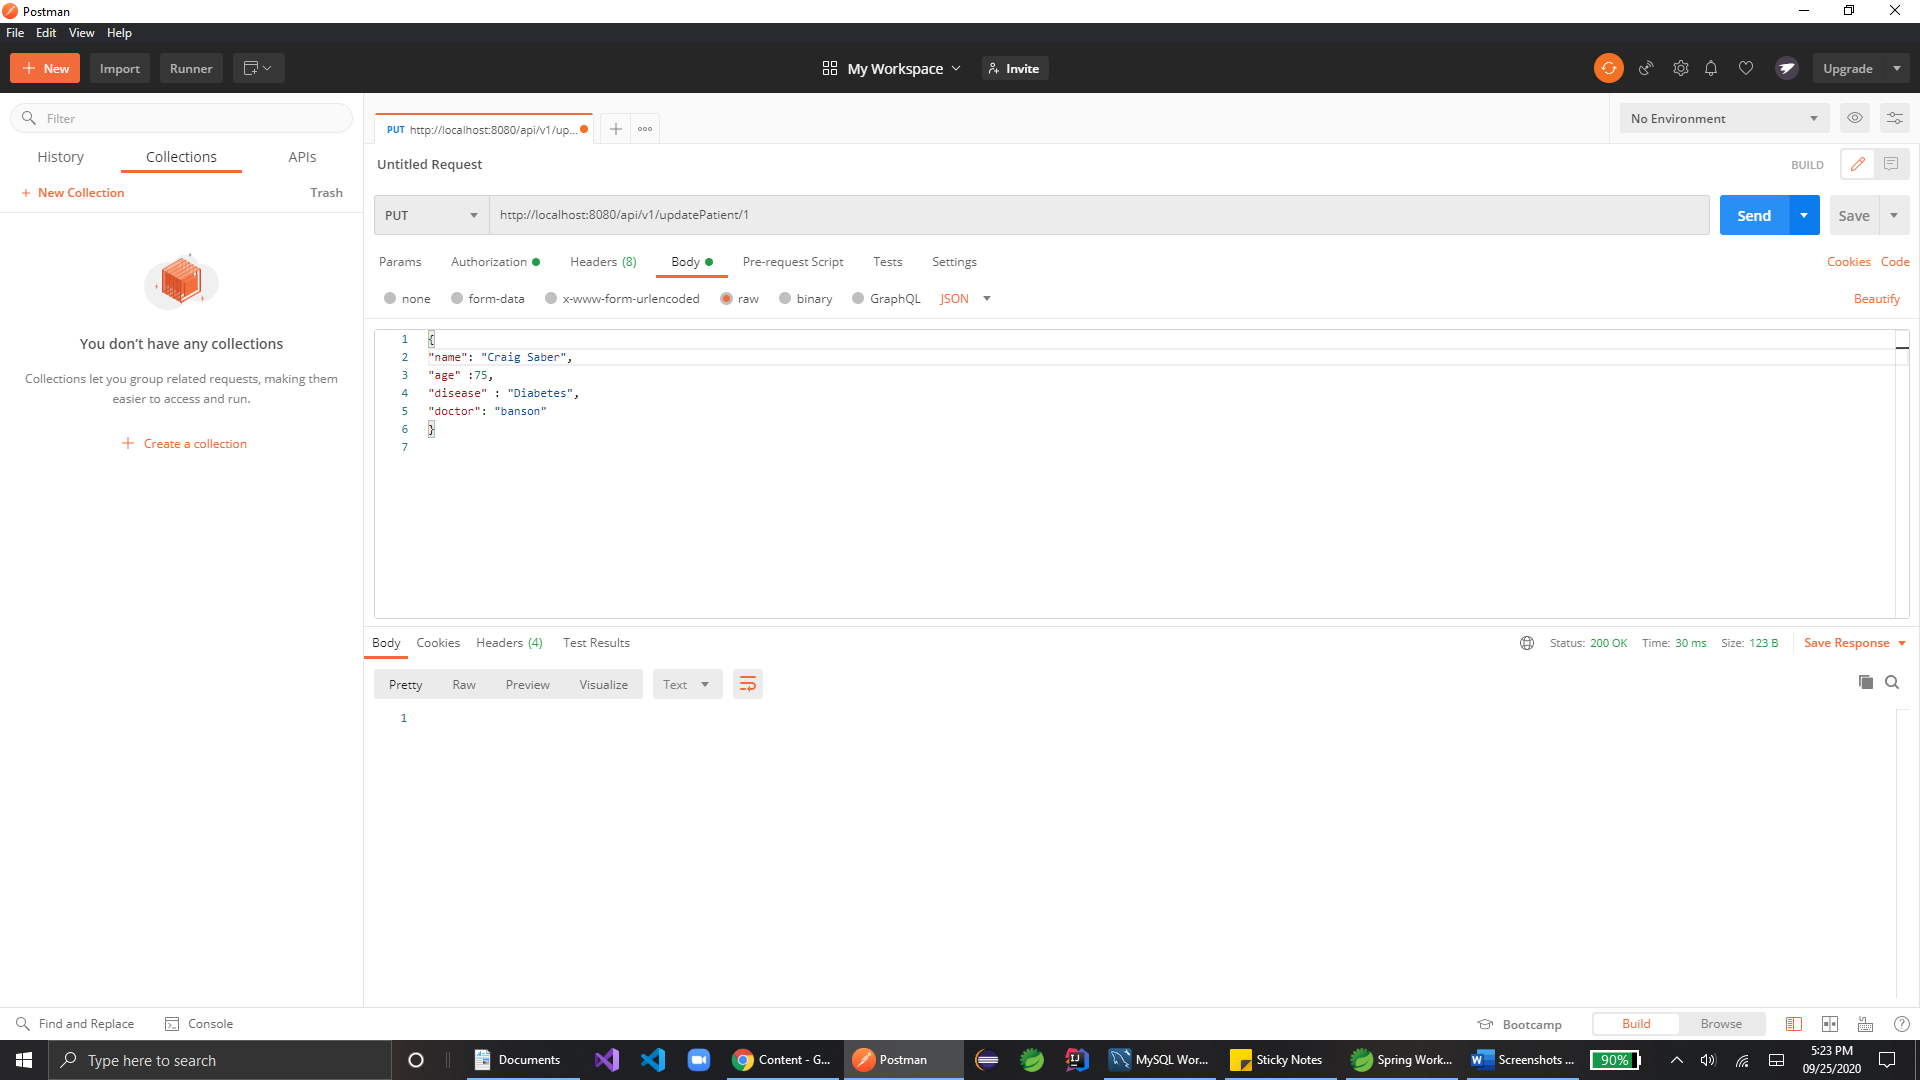 Postman
File Edit View Help
New Import Runner My Workspace Invite Upgrade
Filter
History Collections APIs
+ New Collection Trash
You don't have any collections
Collections let you group related requests, making them
easier to access and run.
+ Create a collection
PUT http://localhost:8080/api/v1/up... + ooo No Environment
Untitled Request BUILD
PUT http://localhost:8080/api/v1/updatePatient/1 Send Save
Params Authorization Headers (8) Body Pre-request Script Tests Settings Cookies Code
none form-data x-www-form-urlencoded raw binary GraphQL JSON Beautify
1 {
2 "name": "Craig Saber",
3 "age" :75,
4 "disease" : "Diabetes",
5 "doctor": "banson"
6 }
7
Body Cookies Headers (4) Test Results Status: 200 OK Time: 30 ms Size: 123 B Save Response
Pretty Raw Preview Visualize Text
1
Find and Replace Console Bootcamp Build Browse
Type here to search Documents Content - G... Postman MySQL Wor... Sticky Notes Spring Work... Screenshots ... 90% 5:23 PM
09/25/2020